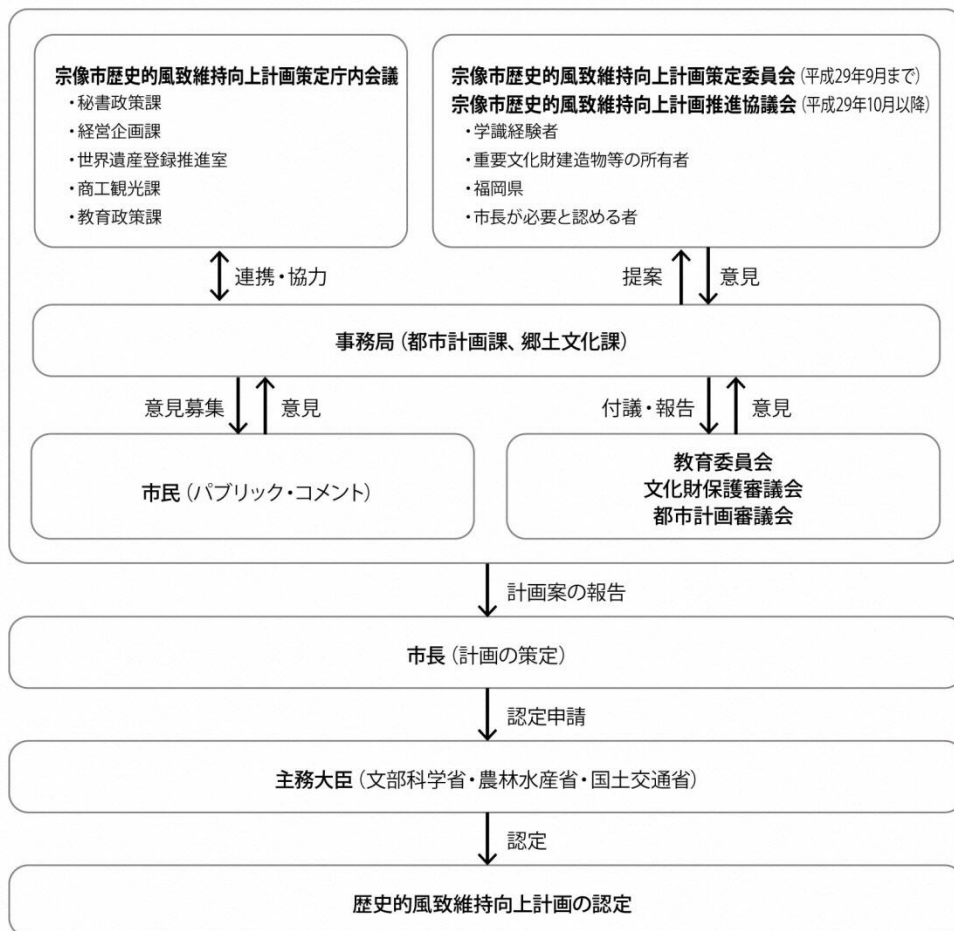 宗像市歴史的風致維持向上計画策定庁内会議
・秘書政策課
・経営企画課
・世界遺産登録推進室
・商工観光課
・教育政策課
宗像市歴史的風致維持向上計画策定委員会(平成29年9月まで)
宗像市歴史的風致維持向上計画推進協議会(平成29年10月以降)
・学識経験者
・重要文化財建造物等の所有者
・福岡県
・市長が必要と認める者
連携・協力
提案
意見
事務局(都市計画課、郷土文化課)
意見募集
意見
付議・報告
意見
市民(パブリック・コメント)
教育委員会
文化財保護審議会
都市計画審議会
計画案の報告
市長(計画の策定)
認定申請
主務大臣(文部科学省・農林水産省・国土交通省)
認定
歴史的風致維持向上計画の認定